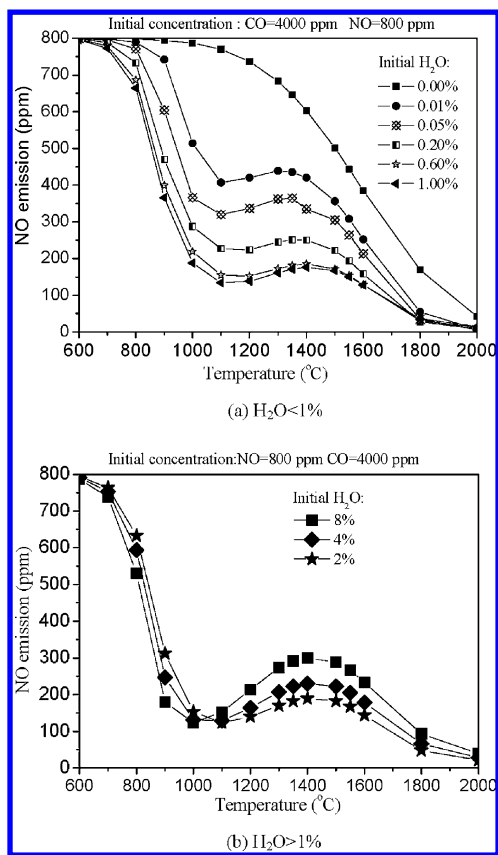 Initial concentration : CO=4000 ppm NO=800 ppm
800
700
600
500
400
300
200
100
0
NO emission (ppm)
Initial H₂O:
0.00%
0.01%
0.05%
0.20%
0.60%
1.00%
600 800 1000 1200 1400 1600 1800 2000
Temperature (°C)
(a) H₂O<1%
Initial concentration:NO=800 ppm CO=4000 ppm
800
700
600
500
400
300
200
100
0
NO emission (ppm)
Initial H₂O:
8%
4%
2%
600 800 1000 1200 1400 1600 1800 2000
Temperature (°C)
(b) H₂O>1%